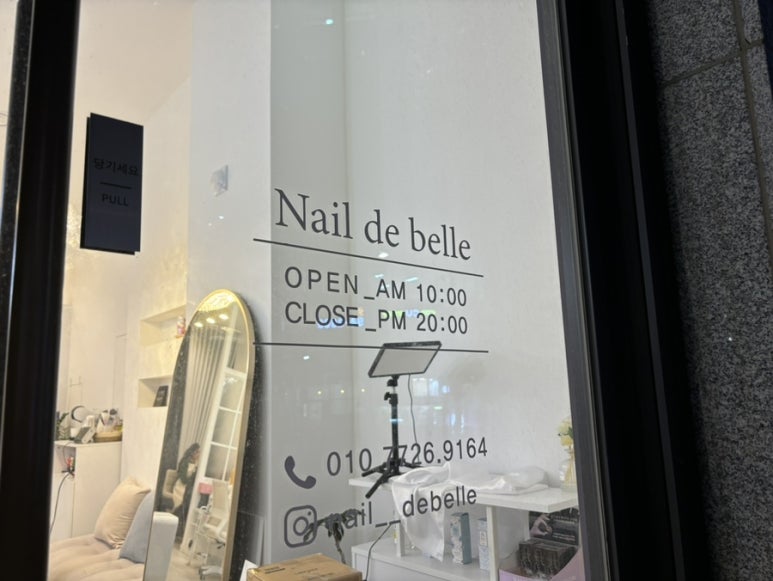 당기세요
PULL
Nail de belle
OPEN_AM 10:00
CLOSE_PM 20:00
010.7726.9164
nail__debelle